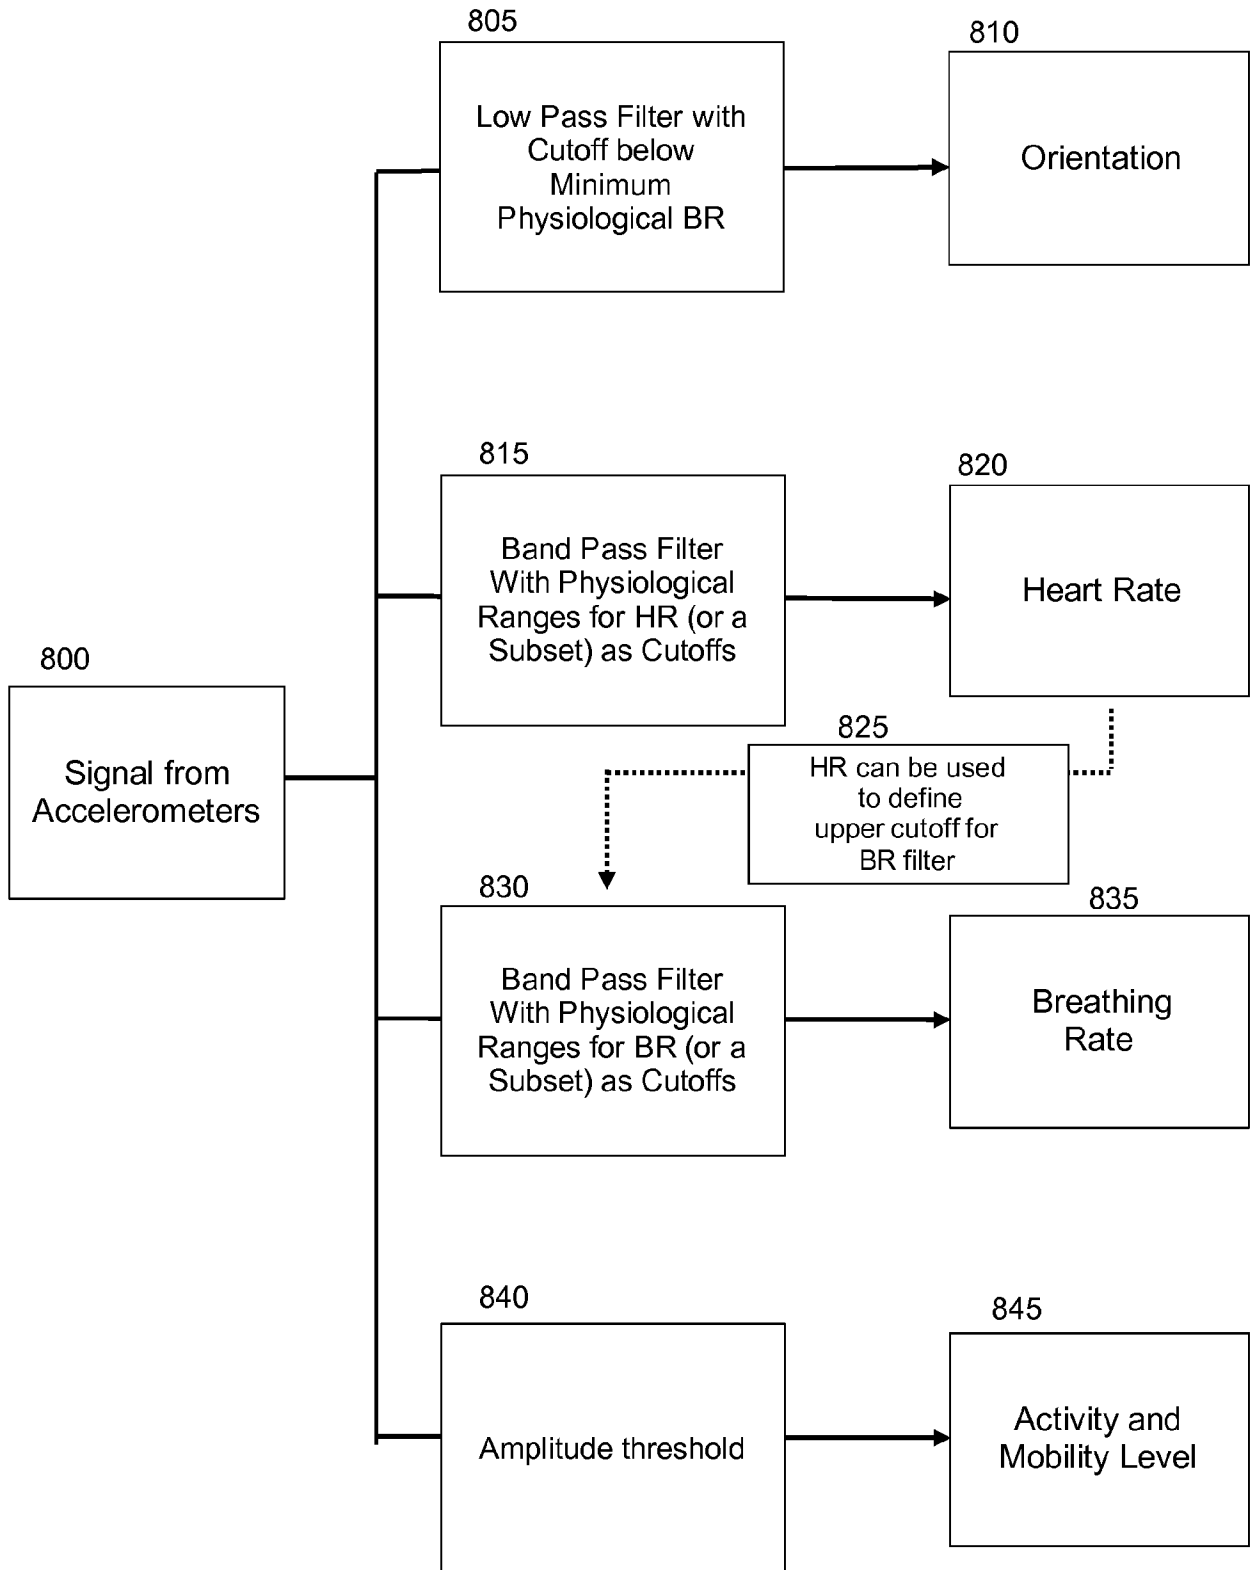 805
Low Pass Filter with
Cutoff below
Minimum
Physiological BR
810
Orientation
815
Band Pass Filter
With Physiological
Ranges for HR (or a
Subset) as Cutoffs
820
Heart Rate
800
Signal from
Accelerometers
825
HR can be used
to define
upper cutoff for
BR filter
830
Band Pass Filter
With Physiological
Ranges for BR (or a
Subset) as Cutoffs
835
Breathing
Rate
840
Amplitude threshold
845
Activity and
Mobility Level